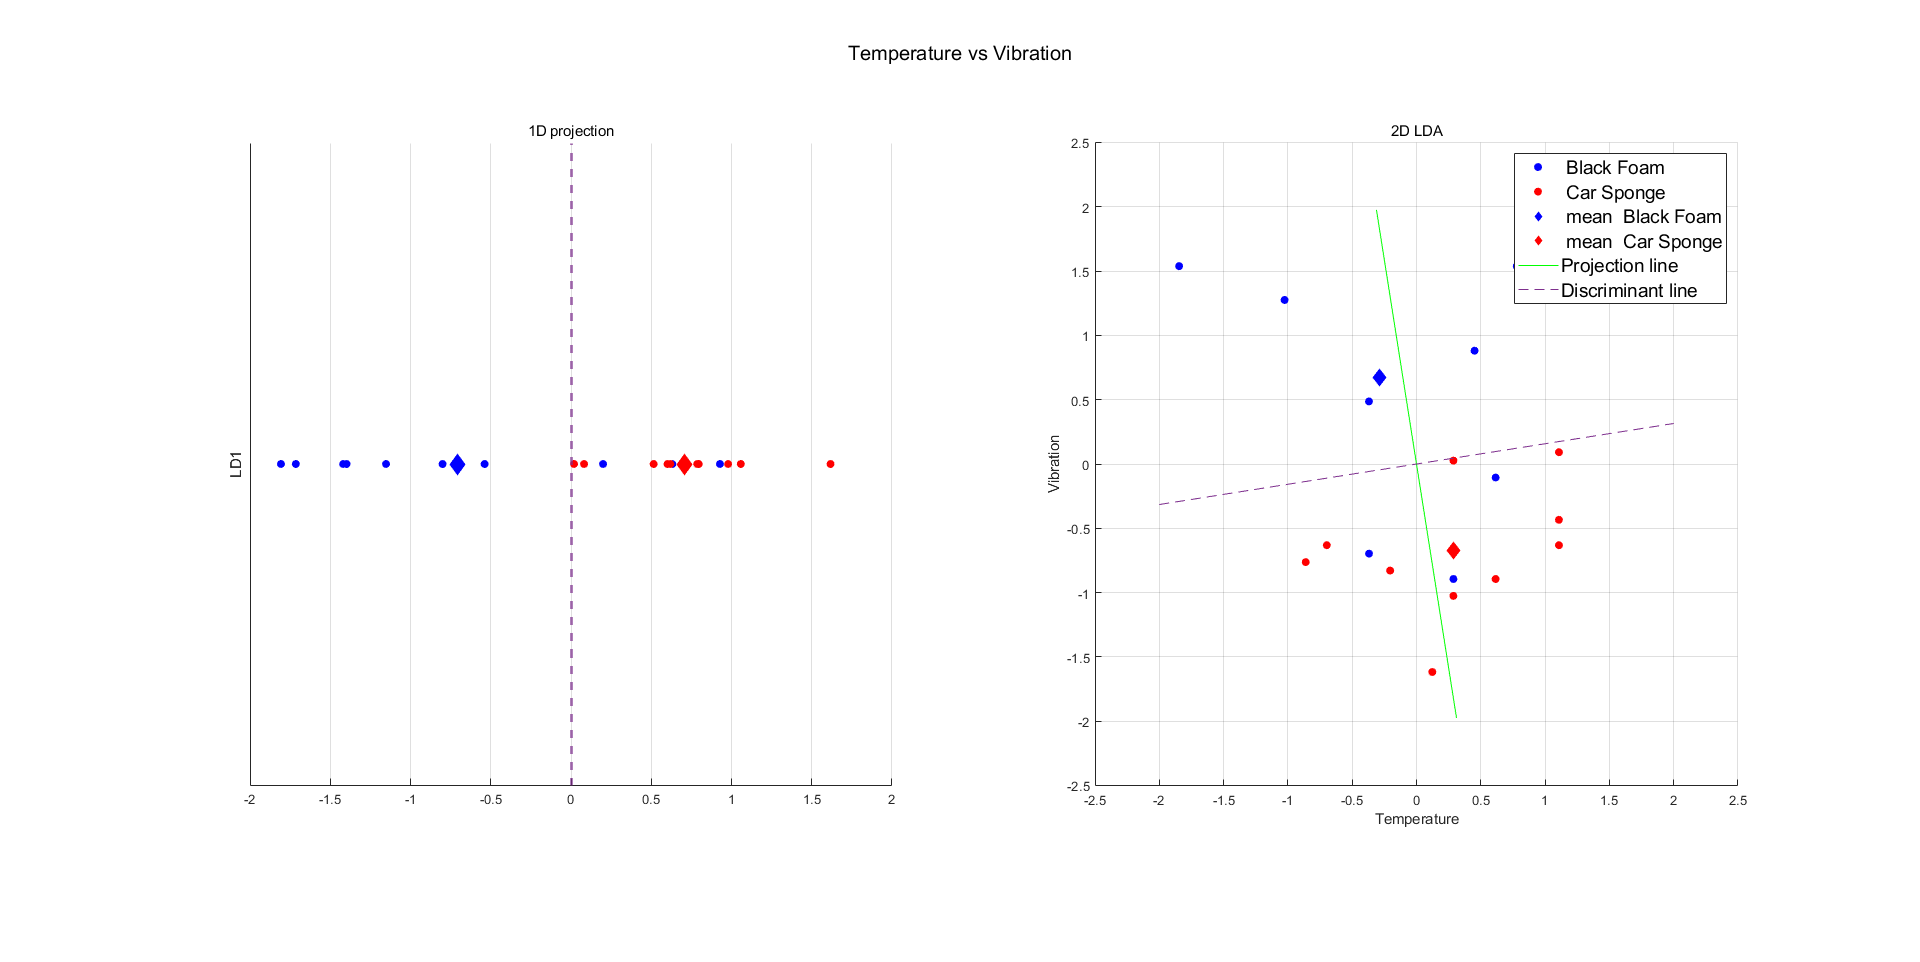 Temperature vs Vibration
1D projection
LD1
-2 -1.5 -1 -0.5 0 0.5 1 1.5 2
2D LDA
Black Foam
Car Sponge
mean Black Foam
mean Car Sponge
Projection line
Discriminant line
Vibration
2.5
2
1.5
1
0.5
0
-0.5
-1
-1.5
-2
-2.5
-2.5 -2 -1.5 -1 -0.5 0 0.5 1 1.5 2 2.5
Temperature